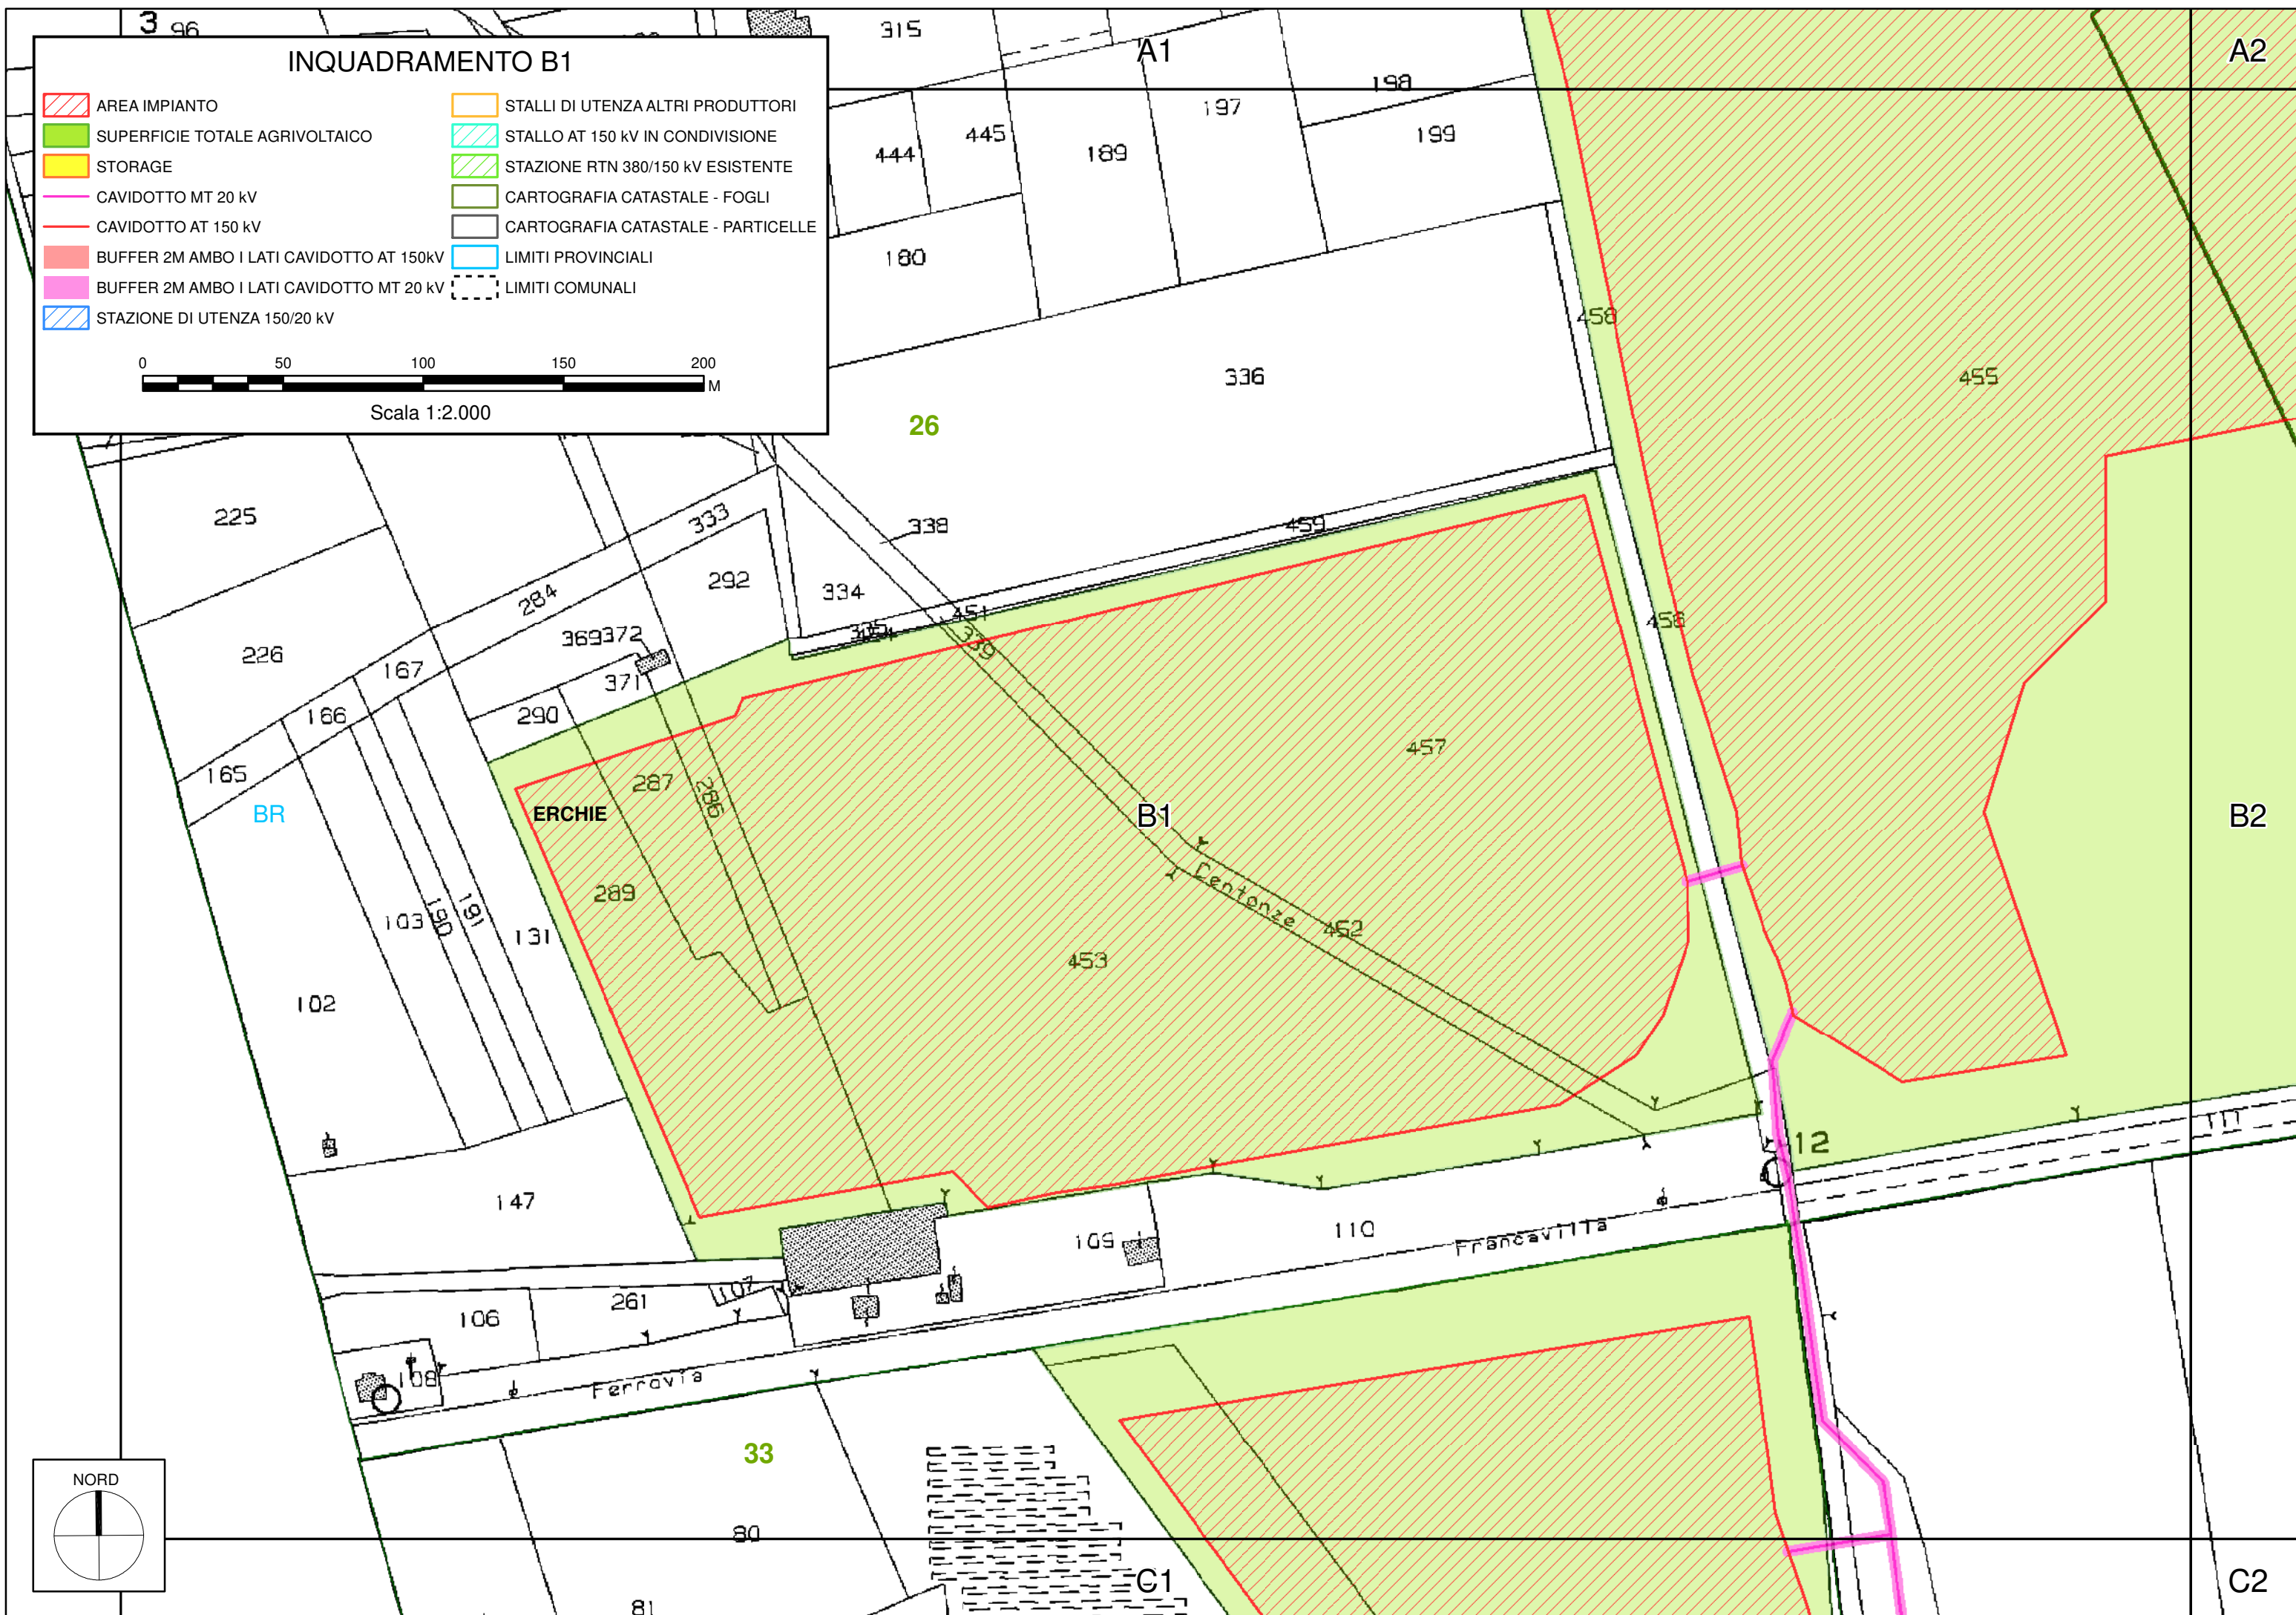 3
96
315
A1
A2
INQUADRAMENTO B1
AREA IMPIANTO
SUPERFICIE TOTALE AGRIVOLTAICO
STORAGE
CAVIDOTTO MT 20 kV
CAVIDOTTO AT 150 kV
BUFFER 2M AMBO I LATI CAVIDOTTO AT 150kV
BUFFER 2M AMBO I LATI CAVIDOTTO MT 20 kV
STAZIONE DI UTENZA 150/20 kV
STALLI DI UTENZA ALTRI PRODUTTORI
STALLO AT 150 kV IN CONDIVISIONE
STAZIONE RTN 380/150 kV ESISTENTE
CARTOGRAFIA CATASTALE - FOGLI
CARTOGRAFIA CATASTALE - PARTICELLE
LIMITI PROVINCIALI
LIMITI COMUNALI
0 50 100 150 200
M
Scala 1:2.000
198
197
445
199
444
189
180
458
336
455
26
225
333
338
459
292
284
334
451
456
369 372
339
226
167
371
290
166
457
165
287
286
BR
ERCHIE
B1
B2
289
Centonze
103
190
191
452
131
453
102
117
12
147
109
110
Francavilla
107
261
106
108
Ferrovia
33
NORD
80
C1
C2
81